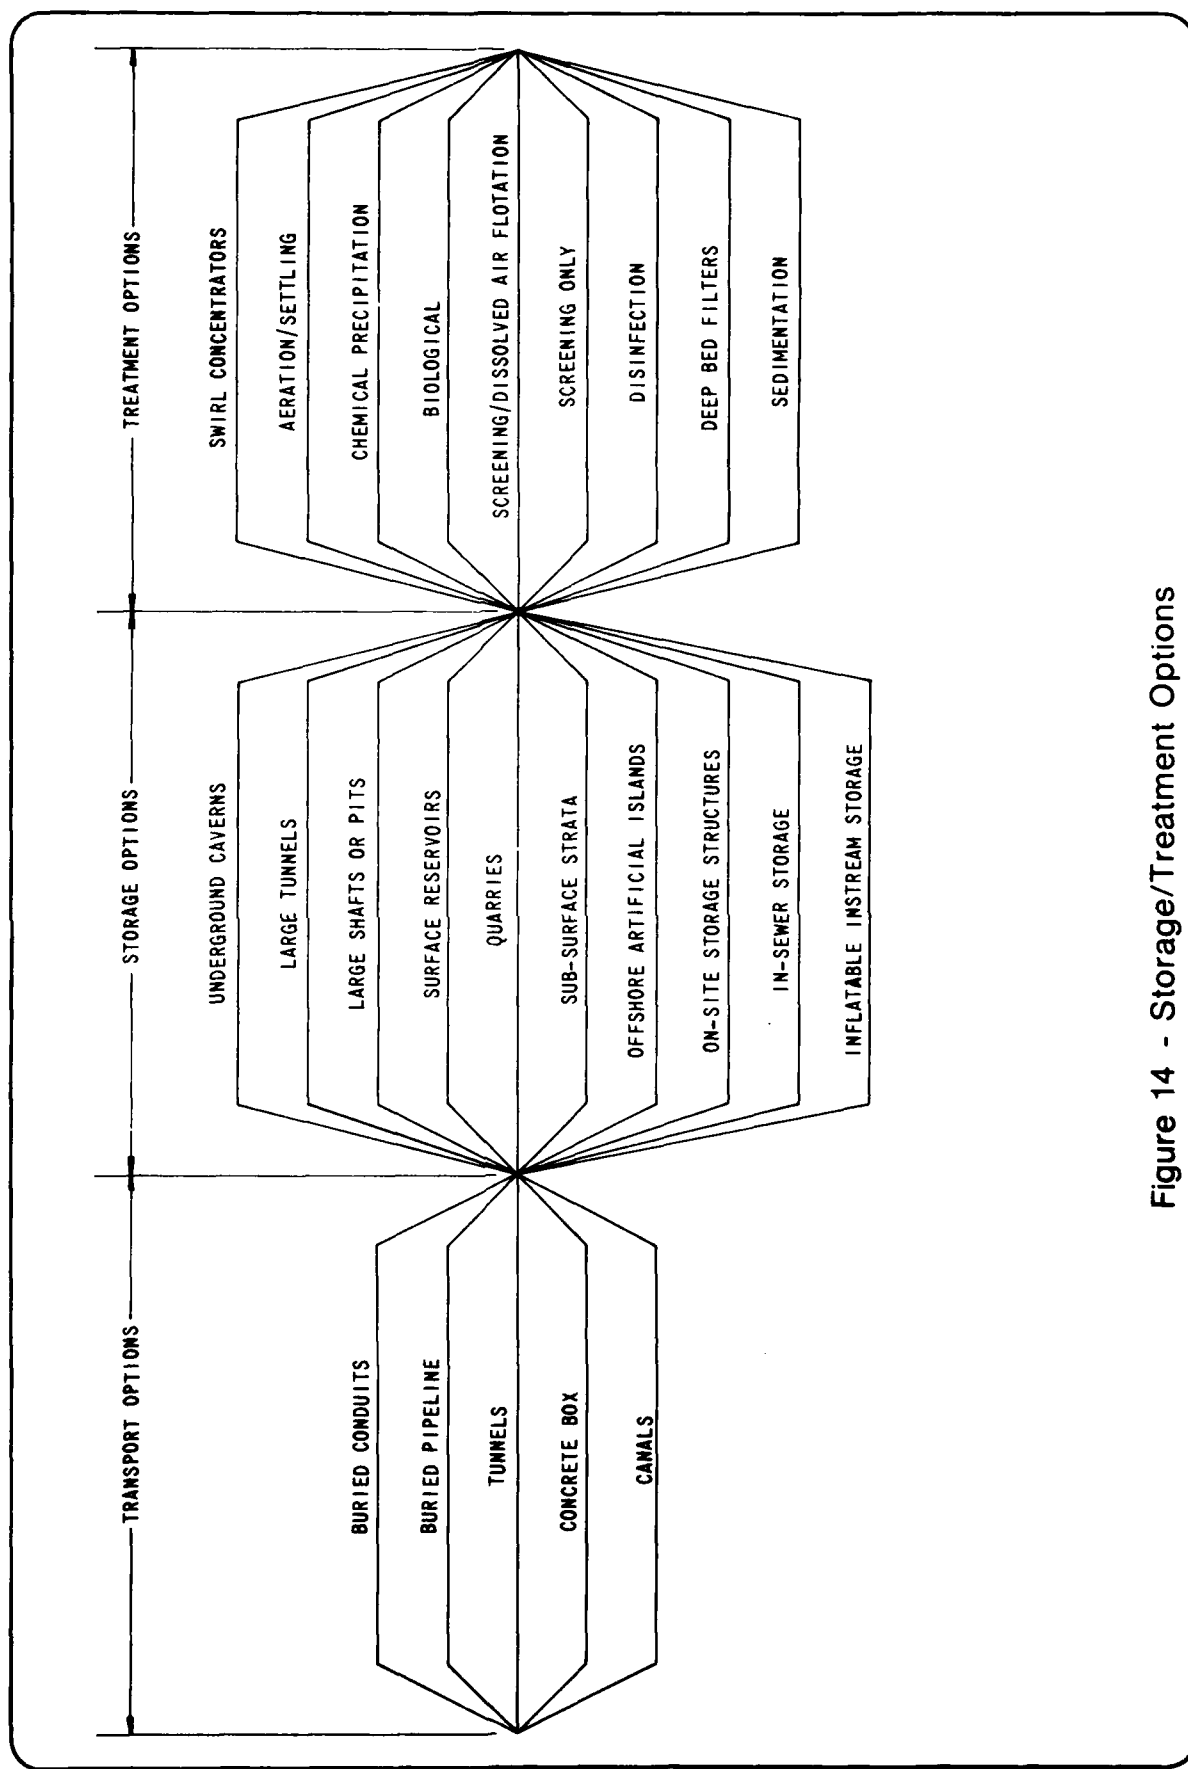 TRANSPORT OPTIONS
STORAGE OPTIONS
TREATMENT OPTIONS
BURIED CONDUITS
BURIED PIPELINE
TUNNELS
CONCRETE BOX
CANALS
UNDERGROUND CAVERNS
LARGE TUNNELS
LARGE SHAFTS OR PITS
SURFACE RESERVOIRS
QUARRIES
SUB-SURFACE STRATA
OFFSHORE ARTIFICIAL ISLANDS
ON-SITE STORAGE STRUCTURES
IN-SEWER STORAGE
INFLATABLE INSTREAM STORAGE
SWIRL CONCENTRATORS
AERATION/SETTLING
CHEMICAL PRECIPITATION
BIOLOGICAL
SCREENING/DISSOLVED AIR FLOTATION
SCREENING ONLY
DISINFECTION
DEEP BED FILTERS
SEDIMENTATION
Figure 14 - Storage/Treatment Options